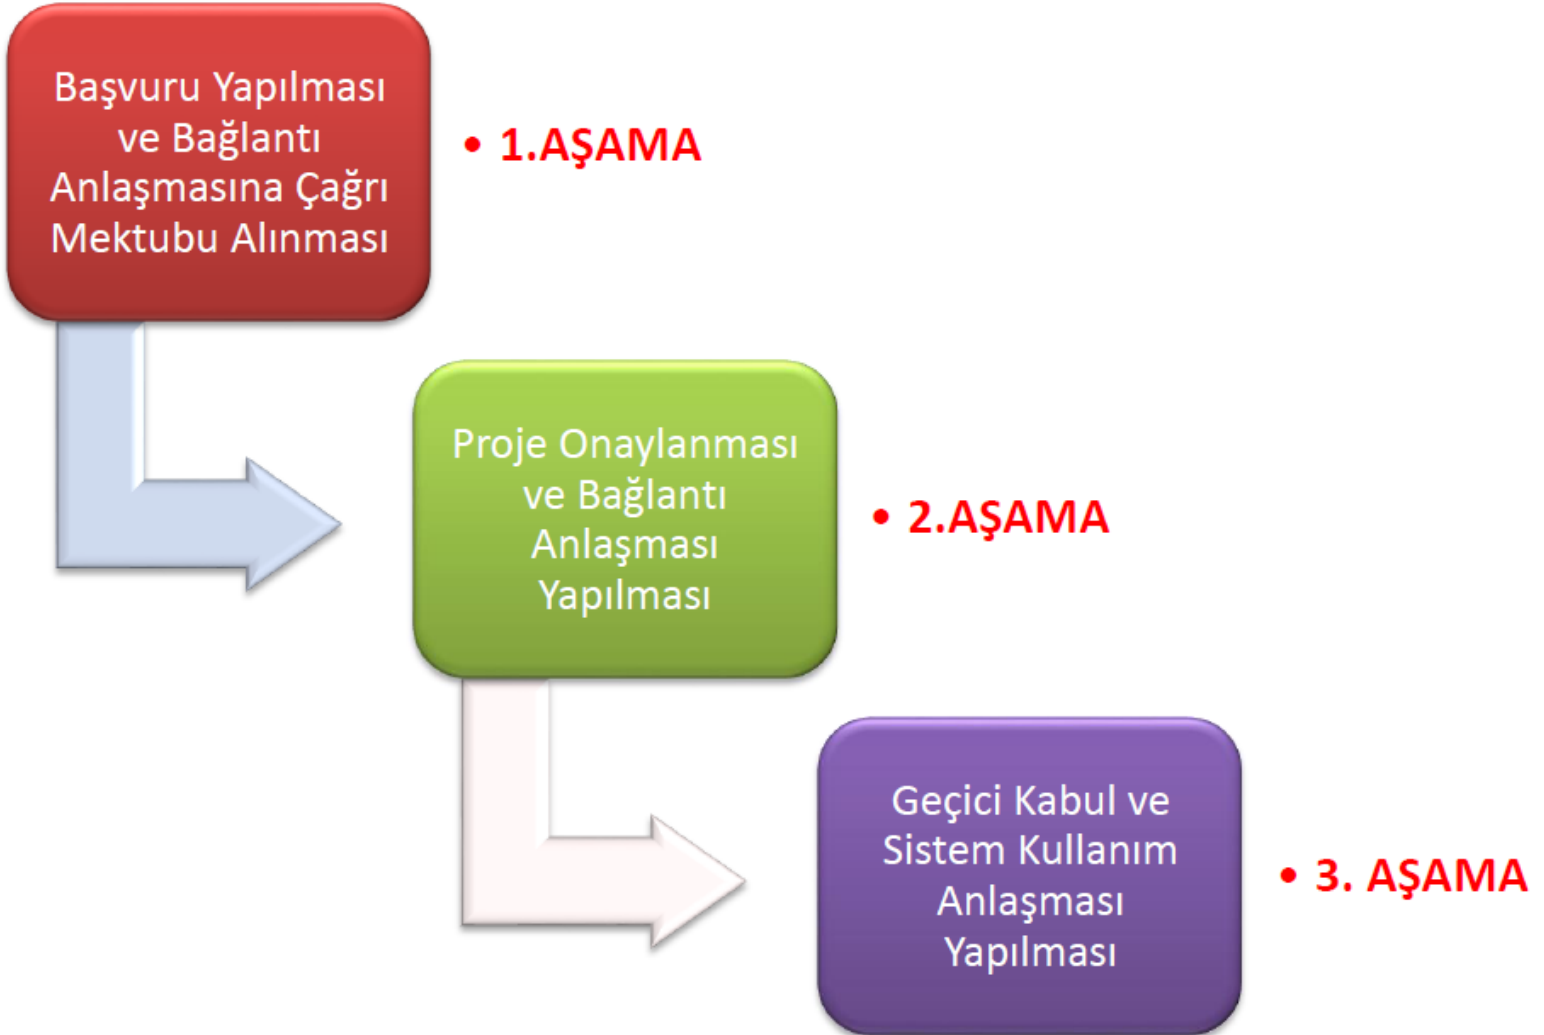 Başvuru Yapılması
ve Bağlantı
Anlaşmasına Çağrı
Mektubu Alınması
• 1.AŞAMA
Proje Onaylanması
ve Bağlantı
Anlaşması
Yapılması
• 2.AŞAMA
Geçici Kabul ve
Sistem Kullanım
Anlaşması
Yapılması
• 3. AŞAMA